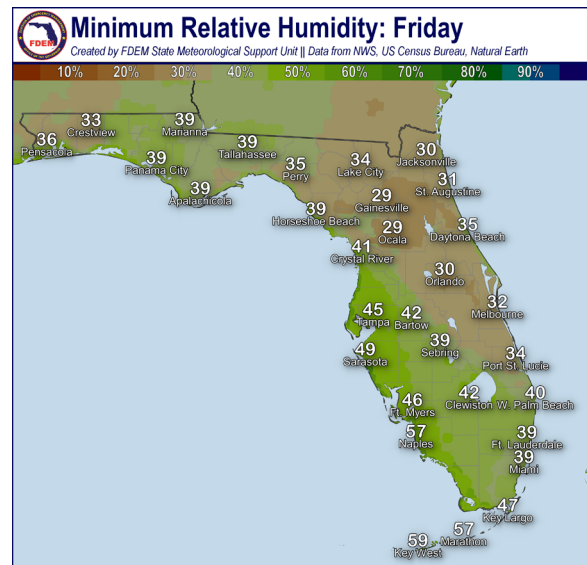 FDEM
Minimum Relative Humidity: Friday
Created by FDEM State Meteorological Support Unit || Data from NWS, US Census Bureau, Natural Earth
10% 20% 30% 40% 50% 60% 70% 80% 90%
33
Crestview
39
Marianna
36
Pensacola
39
Panama City
39
Tallahassee
39
Apalachicola
35
Perry
34
Lake City
30
Jacksonville
31
St. Augustine
29
Gainesville
39
Horseshoe Beach
29
Ocala
35
Daytona Beach
41
Crystal River
30
Orlando
32
Melbourne
45
Tampa
42
Bartow
39
Sebring
49
Sarasota
34
Port St. Lucie
46
Ft. Myers
42
Clewiston
40
W. Palm Beach
57
Naples
39
Ft. Lauderdale
39
Miami
47
Key Largo
57
Marathon
59
Key West